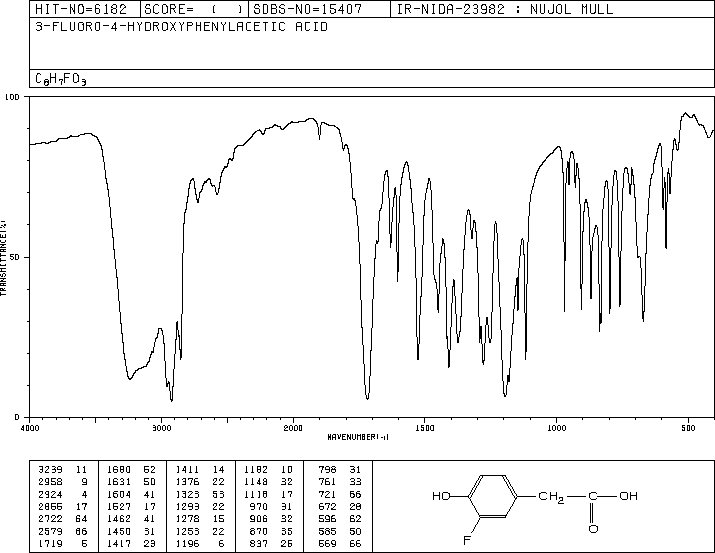 HIT-NO=6182 SCORE= ( ) SDBS-NO=15407 IR-NIDA-23982 : NUJOL MULL
3-FLUORO-4-HYDROXYPHENYLACETIC ACID
C8H7FO3
100
50
0
TRANSMITTANCE(%)
4000 3000 2000 1500 1000 500
WAVENUMBER(-1)
3239 11 1680 52 1411 14 1182 10 798 31
2958 9 1631 50 1376 22 1148 32 761 33
2924 4 1604 41 1323 53 1118 17 721 66
2855 17 1527 17 1293 22 970 31 672 28
2722 64 1462 41 1278 15 906 32 596 62
2579 66 1450 31 1253 22 870 35 585 50
1719 5 1417 23 1196 6 837 26 569 66
HO CH2 C OH
O
F